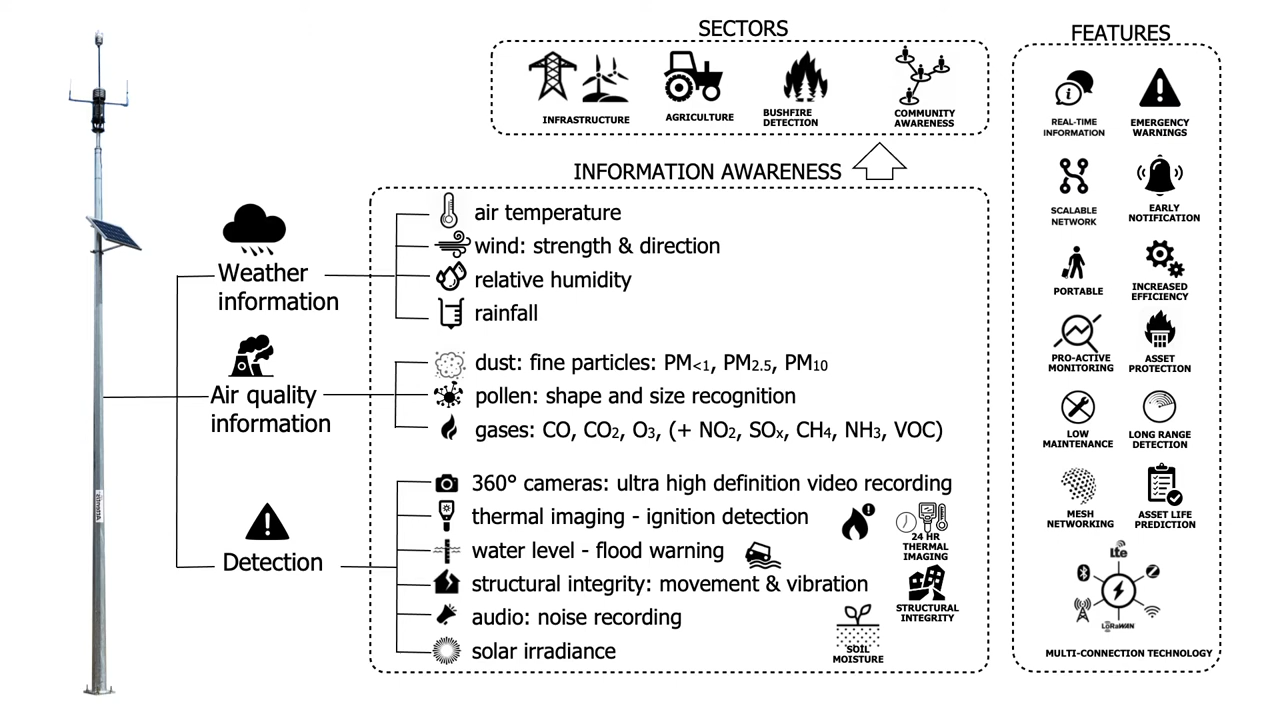 SECTORS
INFRASTRUCTURE
AGRICULTURE
BUSHFIRE
DETECTION
COMMUNITY
AWARENESS
INFORMATION AWARENESS
Weather
information
air temperature
wind: strength & direction
relative humidity
rainfall
Air quality
information
dust: fine particles: PM<1, PM2.5, PM10
pollen: shape and size recognition
gases: CO, CO2, O3, (+ NO2, SOx, CH4, NH3, VOC)
Detection
360° cameras: ultra high definition video recording
thermal imaging - ignition detection
water level - flood warning
structural integrity: movement & vibration
audio: noise recording
solar irradiance
24 HR
THERMAL
IMAGING
STRUCTURAL
INTEGRITY
SOIL
MOISTURE
FEATURES
REAL-TIME
INFORMATION
EMERGENCY
WARNINGS
SCALABLE
NETWORK
EARLY
NOTIFICATION
PORTABLE
INCREASED
EFFICIENCY
PRO-ACTIVE
MONITORING
ASSET
PROTECTION
LOW
MAINTENANCE
LONG RANGE
DETECTION
MESH
NETWORKING
ASSET LIFE
PREDICTION
Lte
LoRaWAN
MULTI-CONNECTION TECHNOLOGY